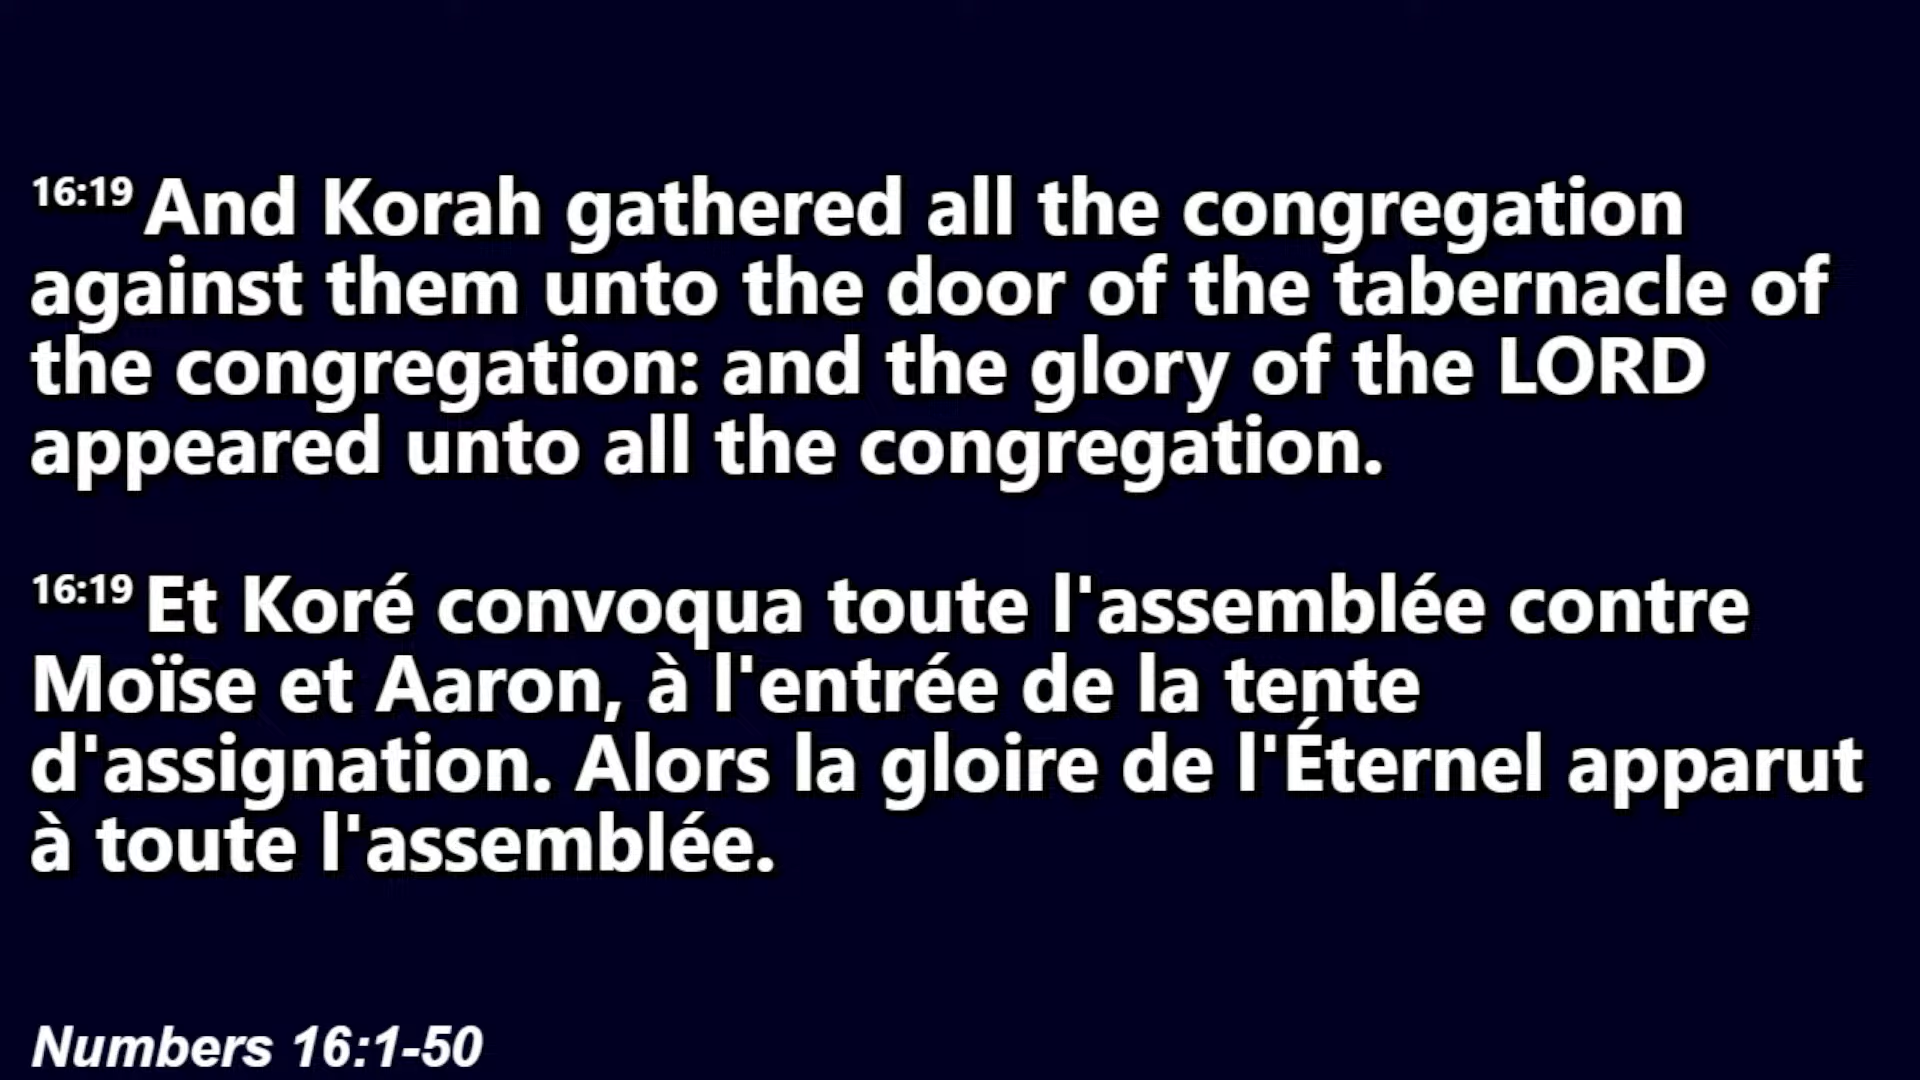 16:19 And Korah gathered all the congregation
against them unto the door of the tabernacle of
the congregation: and the glory of the LORD
appeared unto all the congregation.
16:19 Et Koré convoqua toute l'assemblée contre
Moïse et Aaron, à l'entrée de la tente
d'assignation. Alors la gloire de l'Éternel apparut
à toute l'assemblée.
Numbers 16:1-50